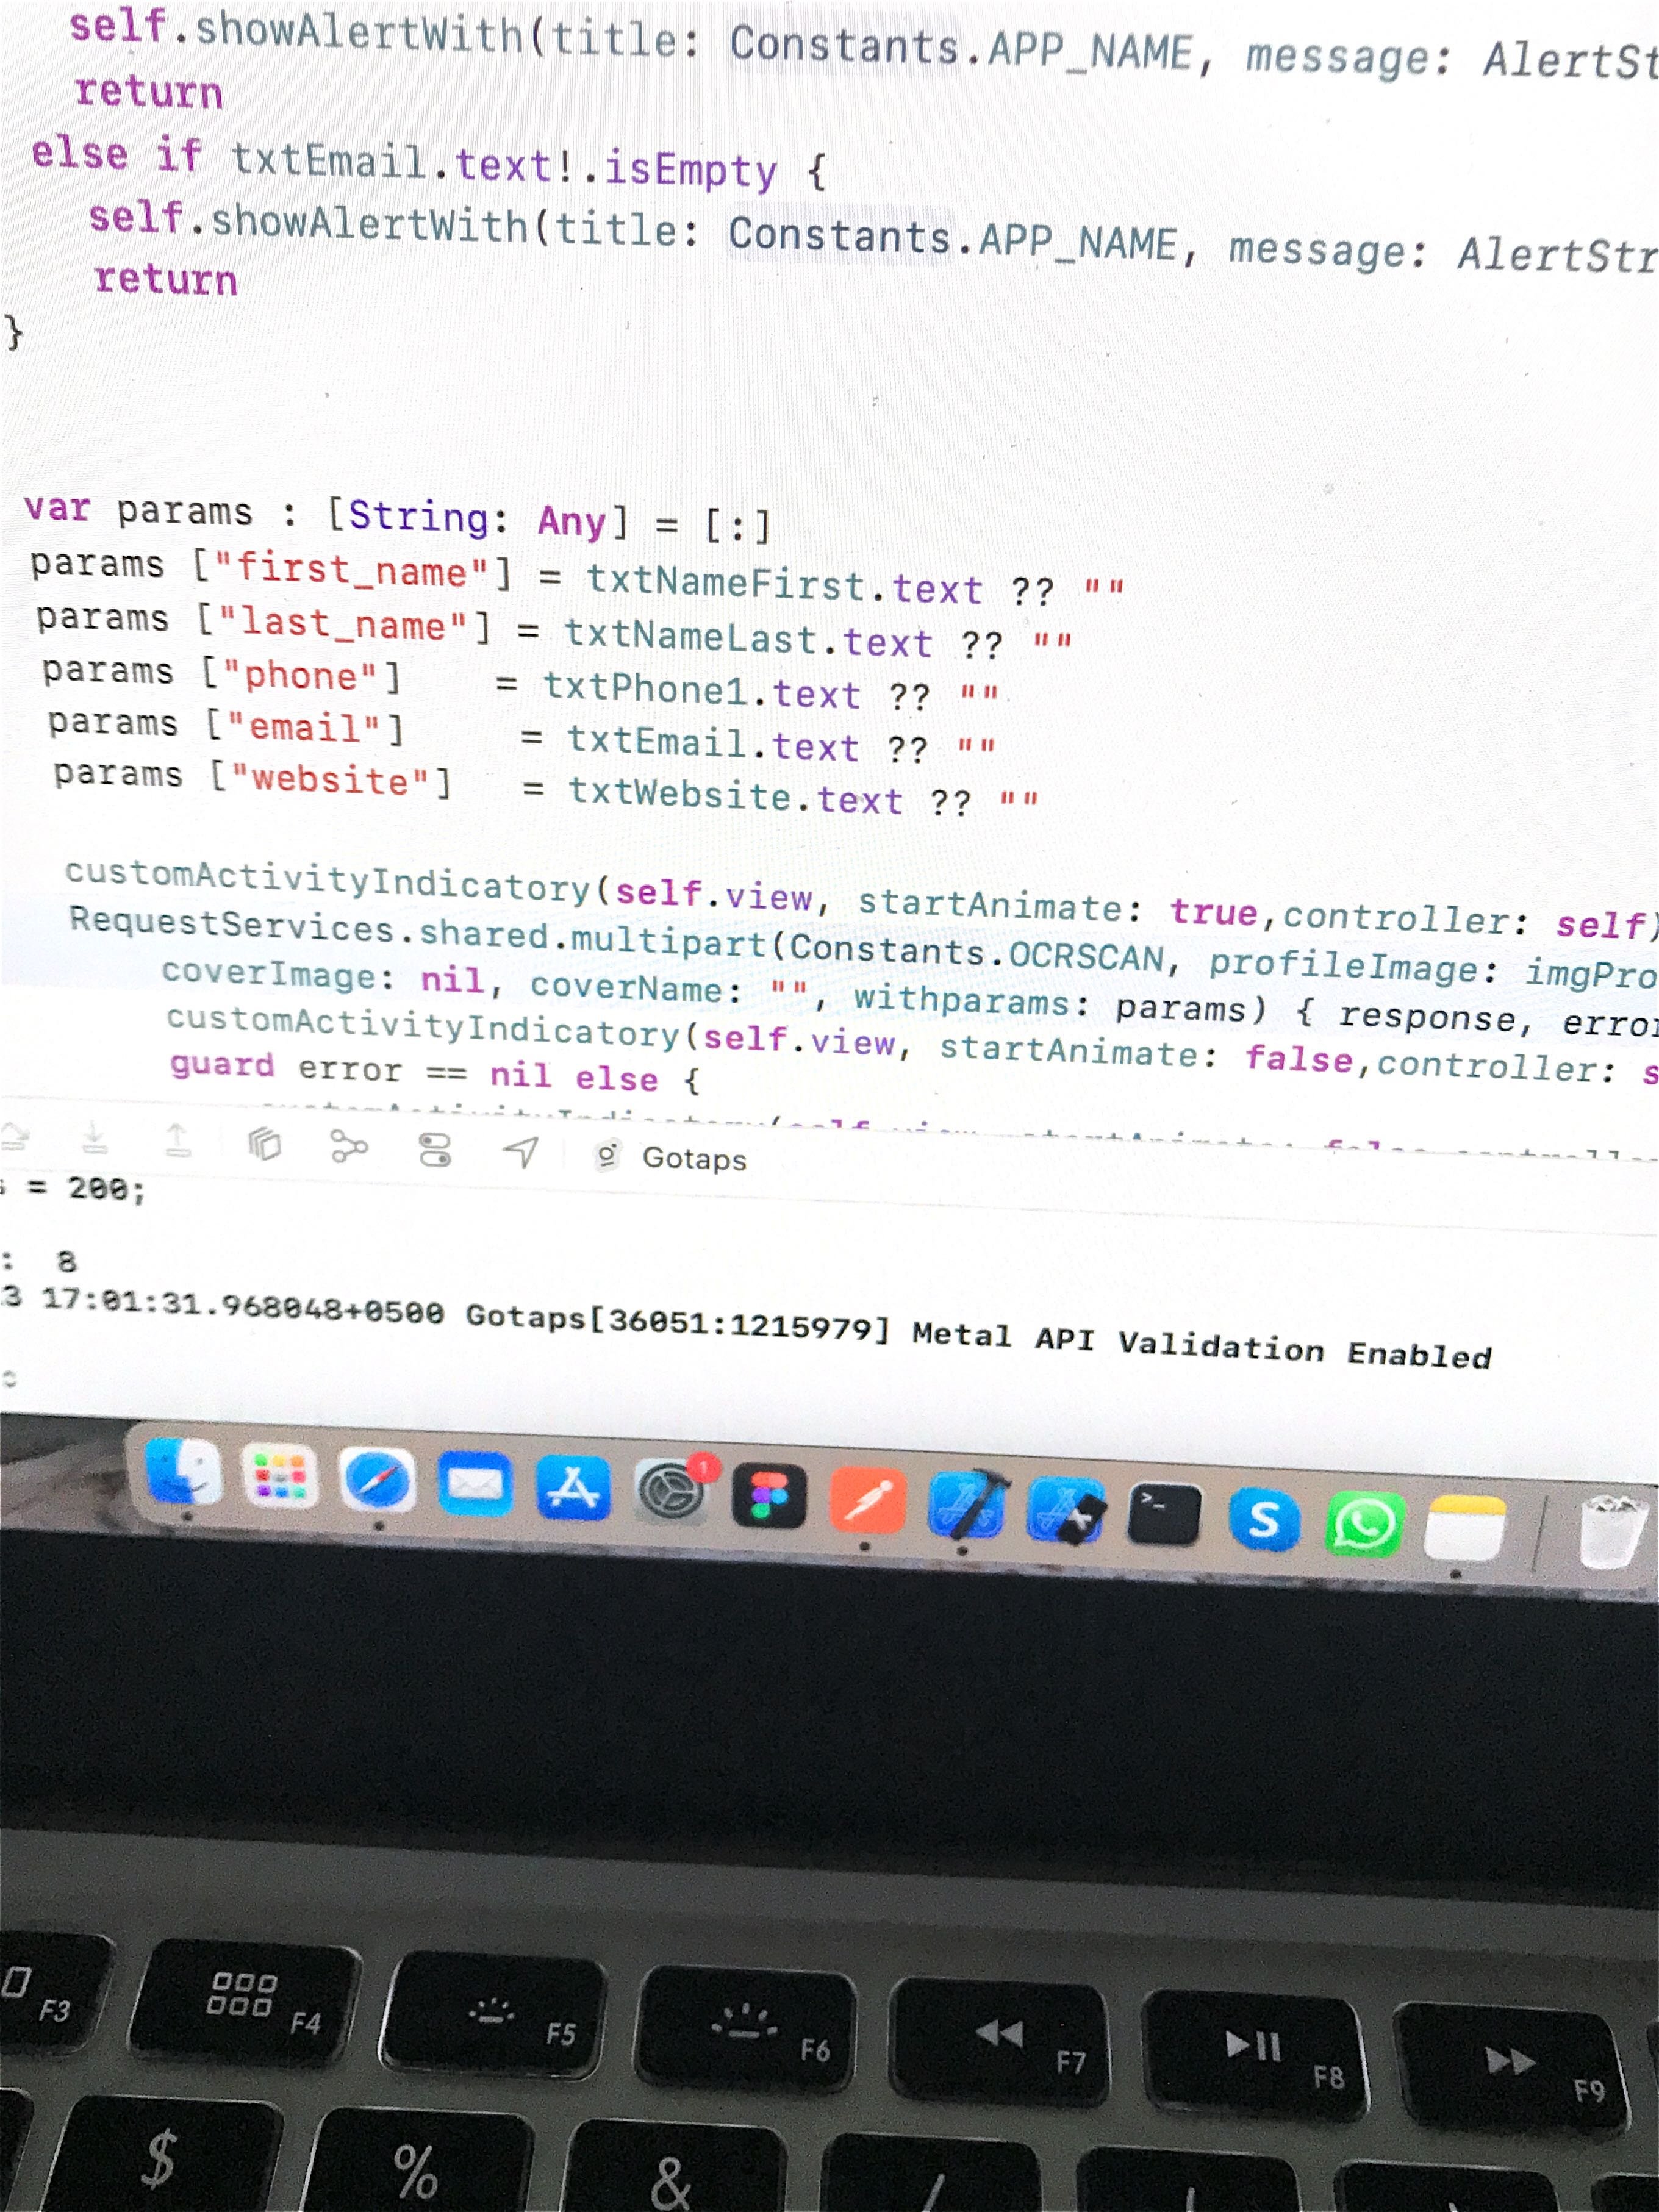 self.showAlertWith(title: Constants.APP_NAME, message: AlertSt
return
else if txtEmail.text!.isEmpty {
self.showAlertWith(title: Constants.APP_NAME, message: AlertStr
return
}
var params : [String: Any] = [:]
params ["first_name"] = txtNameFirst.text ?? ""
params ["last_name"] = txtNameLast.text ?? ""
params ["phone"] = txtPhone1.text ?? ""
params ["email"] = txtEmail.text ?? ""
params ["website"] = txtWebsite.text ?? ""
customActivityIndicatory(self.view, startAnimate: true,controller: self)
RequestServices.shared.multipart(Constants.OCRSCAN, profileImage: imgPro
coverImage: nil, coverName: "", withparams: params) { response, error
customActivityIndicatory(self.view, startAnimate: false,controller: s
guard error == nil else {
Gotaps
= 200;
: 8
3 17:01:31.968048+0500 Gotaps[36051:1215979] Metal API Validation Enabled
1
>_
S
F3 F4 F5 F6 F7 F8 F9
$ % & /